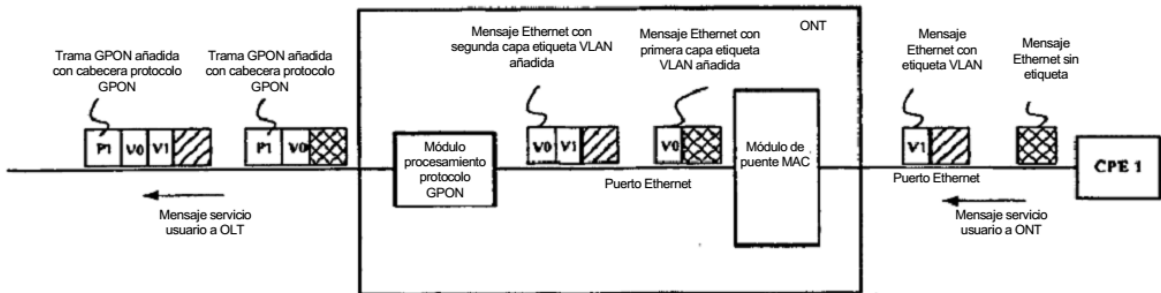 ONT
Trama GPON añadida
con cabecera protocolo
GPON
Trama GPON añadida
con cabecera protocolo
GPON
Mensaje Ethernet con
segunda capa etiqueta VLAN
añadida
Mensaje Ethernet con
primera capa etiqueta
VLAN añadida
Mensaje
Ethernet con
etiqueta VLAN
Mensaje
Ethernet sin
etiqueta
P1 V0 V1
P1 V0
Módulo
procesamiento
protocolo
GPON
V0 V1
V0
Módulo de
puente MAC
V1
CPE 1
Puerto Ethernet
Puerto Ethernet
Mensaje servicio
usuario a OLT
Mensaje servicio
usuario a ONT